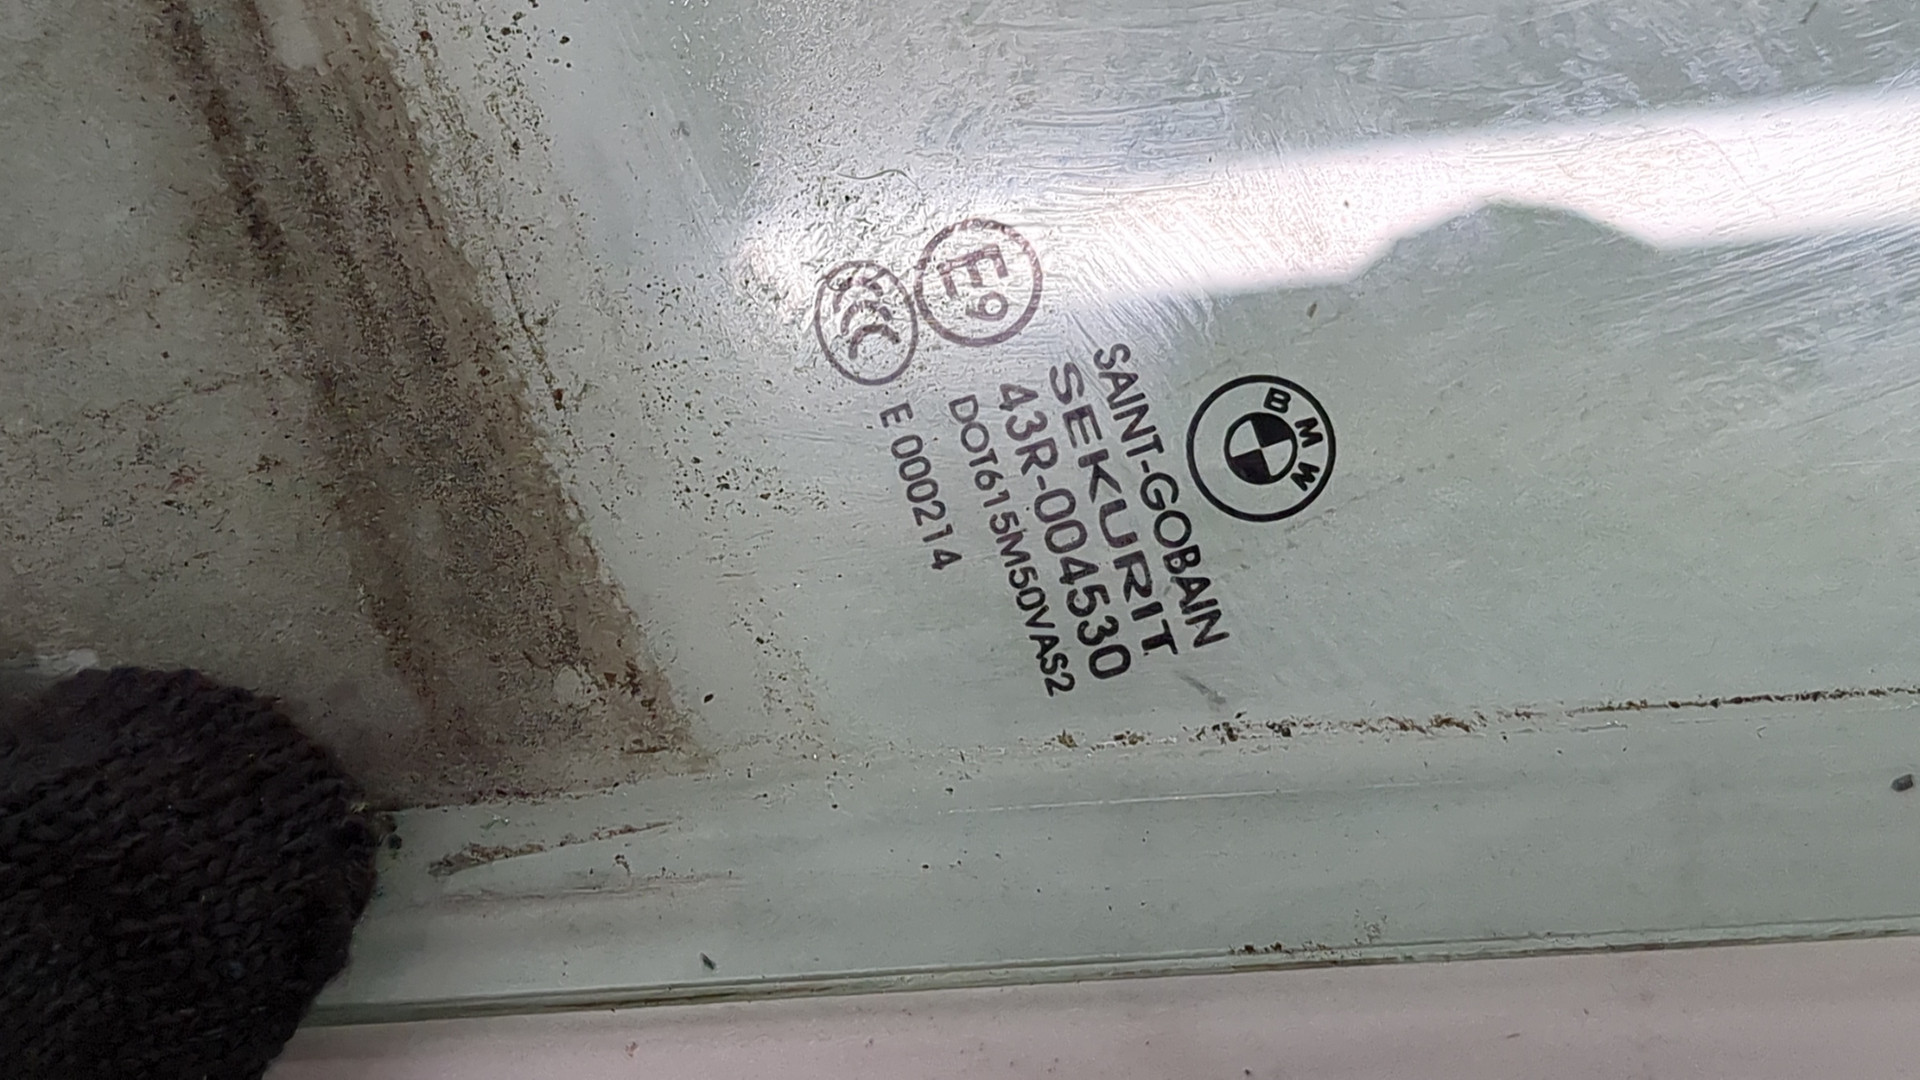 BMW
SAINT-GOBAIN
SEKURIT
E9 43R-004530
DOT615M50VAS2
CCC E 000214